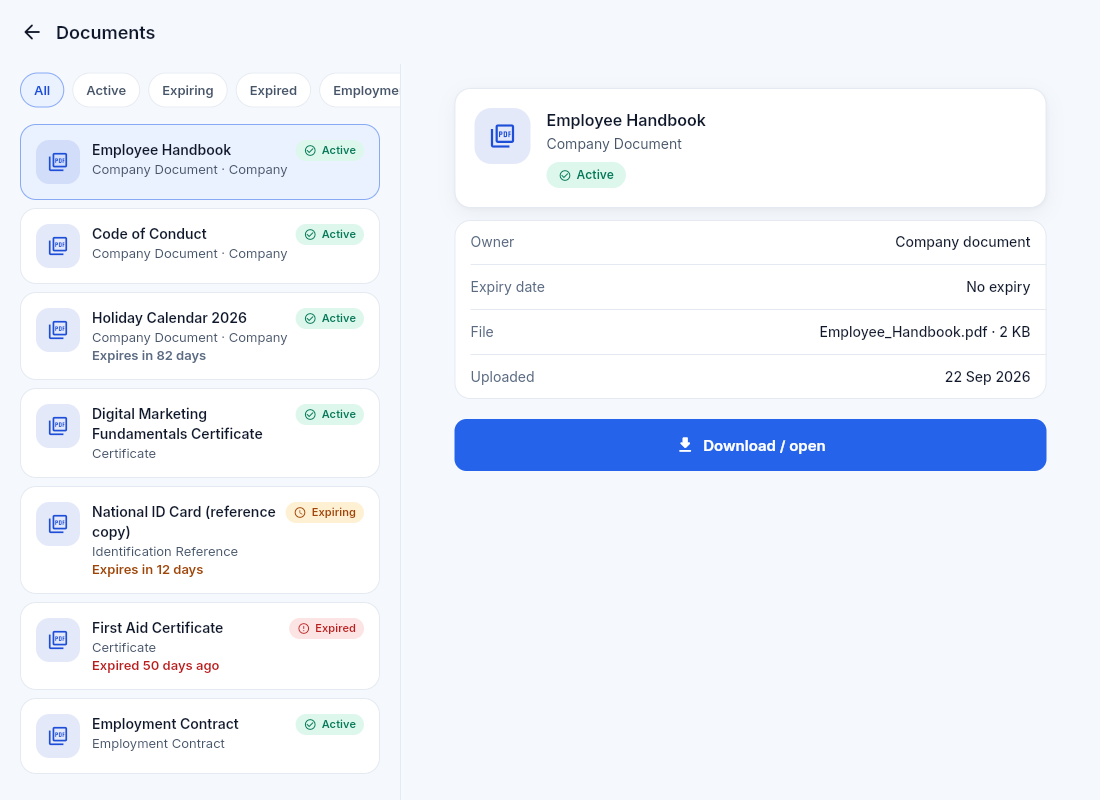 Documents
All
Active
Expiring
Expired
Employme
Employee Handbook
Active
Company Document · Company
Code of Conduct
Active
Company Document · Company
Holiday Calendar 2026
Active
Company Document · Company
Expires in 82 days
Digital Marketing
Fundamentals Certificate
Active
Certificate
National ID Card (reference
copy)
Expiring
Identification Reference
Expires in 12 days
First Aid Certificate
Expired
Certificate
Expired 50 days ago
Employment Contract
Active
Employment Contract
PDF
Employee Handbook
Company Document
Active
Owner
Company document
Expiry date
No expiry
File
Employee_Handbook.pdf · 2 KB
Uploaded
22 Sep 2026
Download / open